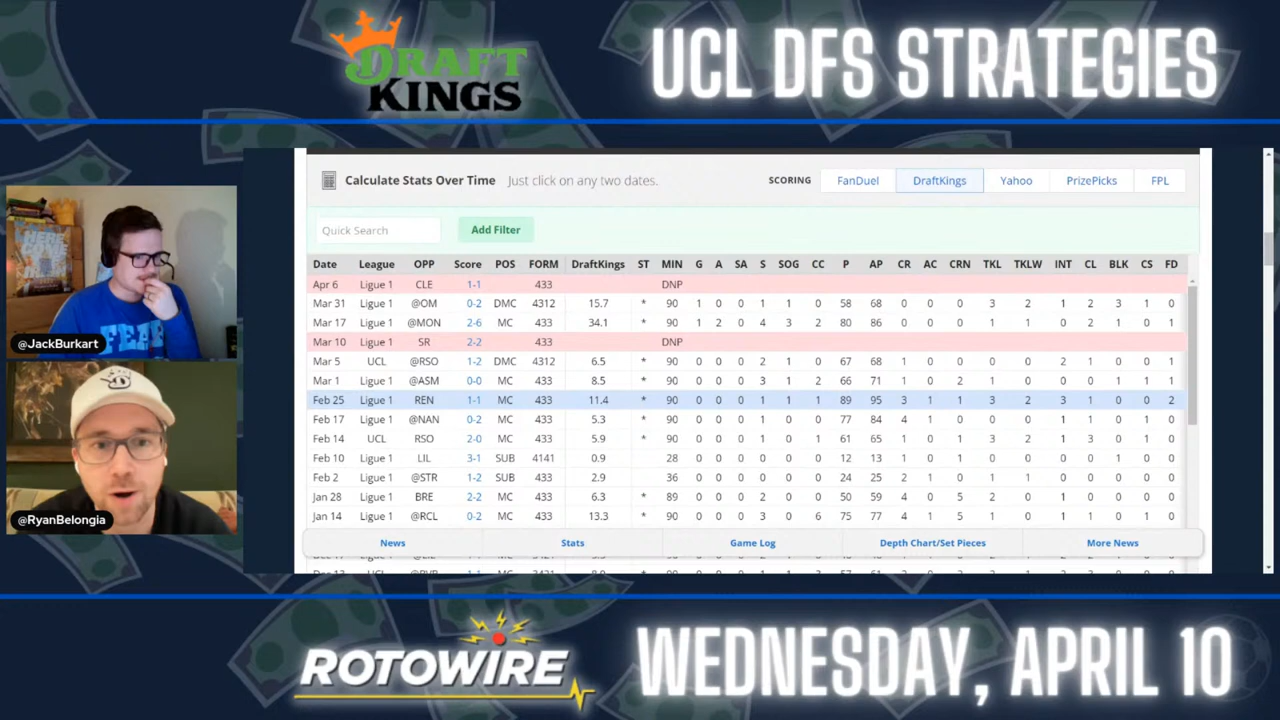 DRAFT
KINGS
UCL DFS STRATEGIES
Calculate Stats Over Time Just click on any two dates. SCORING FanDuel DraftKings Yahoo PrizePicks FPL
Quick Search Add Filter
Date League OPP Score POS FORM DraftKings ST MIN G A SA S SOG CC P AP CR AC CRN TKL TKLW INT CL BLK CS FD
Apr 6 Ligue 1 CLE 1-1 433 DNP
Mar 31 Ligue 1 @OM 0-2 DMC 4312 15.7 * 90 1 0 0 1 1 0 58 68 0 0 0 3 2 1 2 3 1 0
Mar 17 Ligue 1 @MON 2-6 MC 433 34.1 * 90 1 2 0 4 3 2 80 86 0 0 0 1 1 0 2 0 0 1
Mar 10 Ligue 1 SR 2-2 433 DNP
Mar 5 UCL @RSO 1-2 DMC 4312 6.5 * 90 0 0 0 2 1 0 67 68 1 0 0 0 0 2 1 0 0 0
Mar 1 Ligue 1 @ASM 0-0 MC 433 8.5 * 90 0 0 0 3 1 2 66 71 1 0 2 1 0 0 0 1 1 1
Feb 25 Ligue 1 REN 1-1 MC 433 11.4 * 90 0 0 0 1 1 1 89 95 3 1 1 3 2 3 1 0 0 2
Feb 17 Ligue 1 @NAN 0-2 MC 433 5.3 * 90 0 0 0 0 0 0 77 84 4 1 0 1 0 0 0 0 1 0
Feb 14 UCL RSO 2-0 MC 433 5.9 * 90 0 0 0 1 0 0 61 65 1 0 1 3 2 1 3 0 1 0
Feb 10 Ligue 1 LIL 3-1 SUB 4141 0.9 28 0 0 0 0 0 0 12 13 1 0 1 0 0 0 0 0 0 0
Feb 2 Ligue 1 @STR 1-2 SUB 433 2.9 36 0 0 0 0 0 0 24 25 2 1 0 1 1 0 0 0 0 0
Jan 28 Ligue 1 BRE 2-2 MC 433 6.3 * 89 0 0 0 2 0 1 50 59 4 0 5 2 0 0 0 0 0 1
Jan 14 Ligue 1 @RCL 0-2 MC 433 13.3 * 90 0 0 0 3 0 6 75 77 4 1 5 1 0 0 0 0 1 0
News Stats Game Log Depth Chart/Set Pieces More News
FEAR
@JackBurkart
@RyanBelongia
ROTOWIRE
WEDNESDAY, APRIL 10